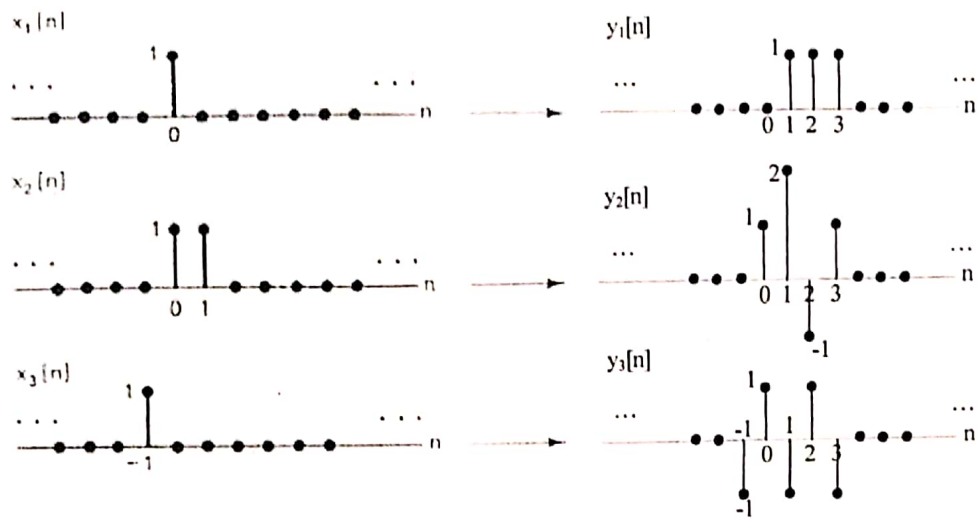 x₁[n]
y₁[n]
1
1
. . .
. . .
...
...
n
n
0
0 1 2 3
x₂[n]
2
y₂[n]
1
1
. . .
. . .
...
...
n
n
0 1
0 1 2 3
-1
x₃[n]
y₃[n]
1
1
. . .
. . .
...
-1
1
...
n
n
-1
0 2 3
-1